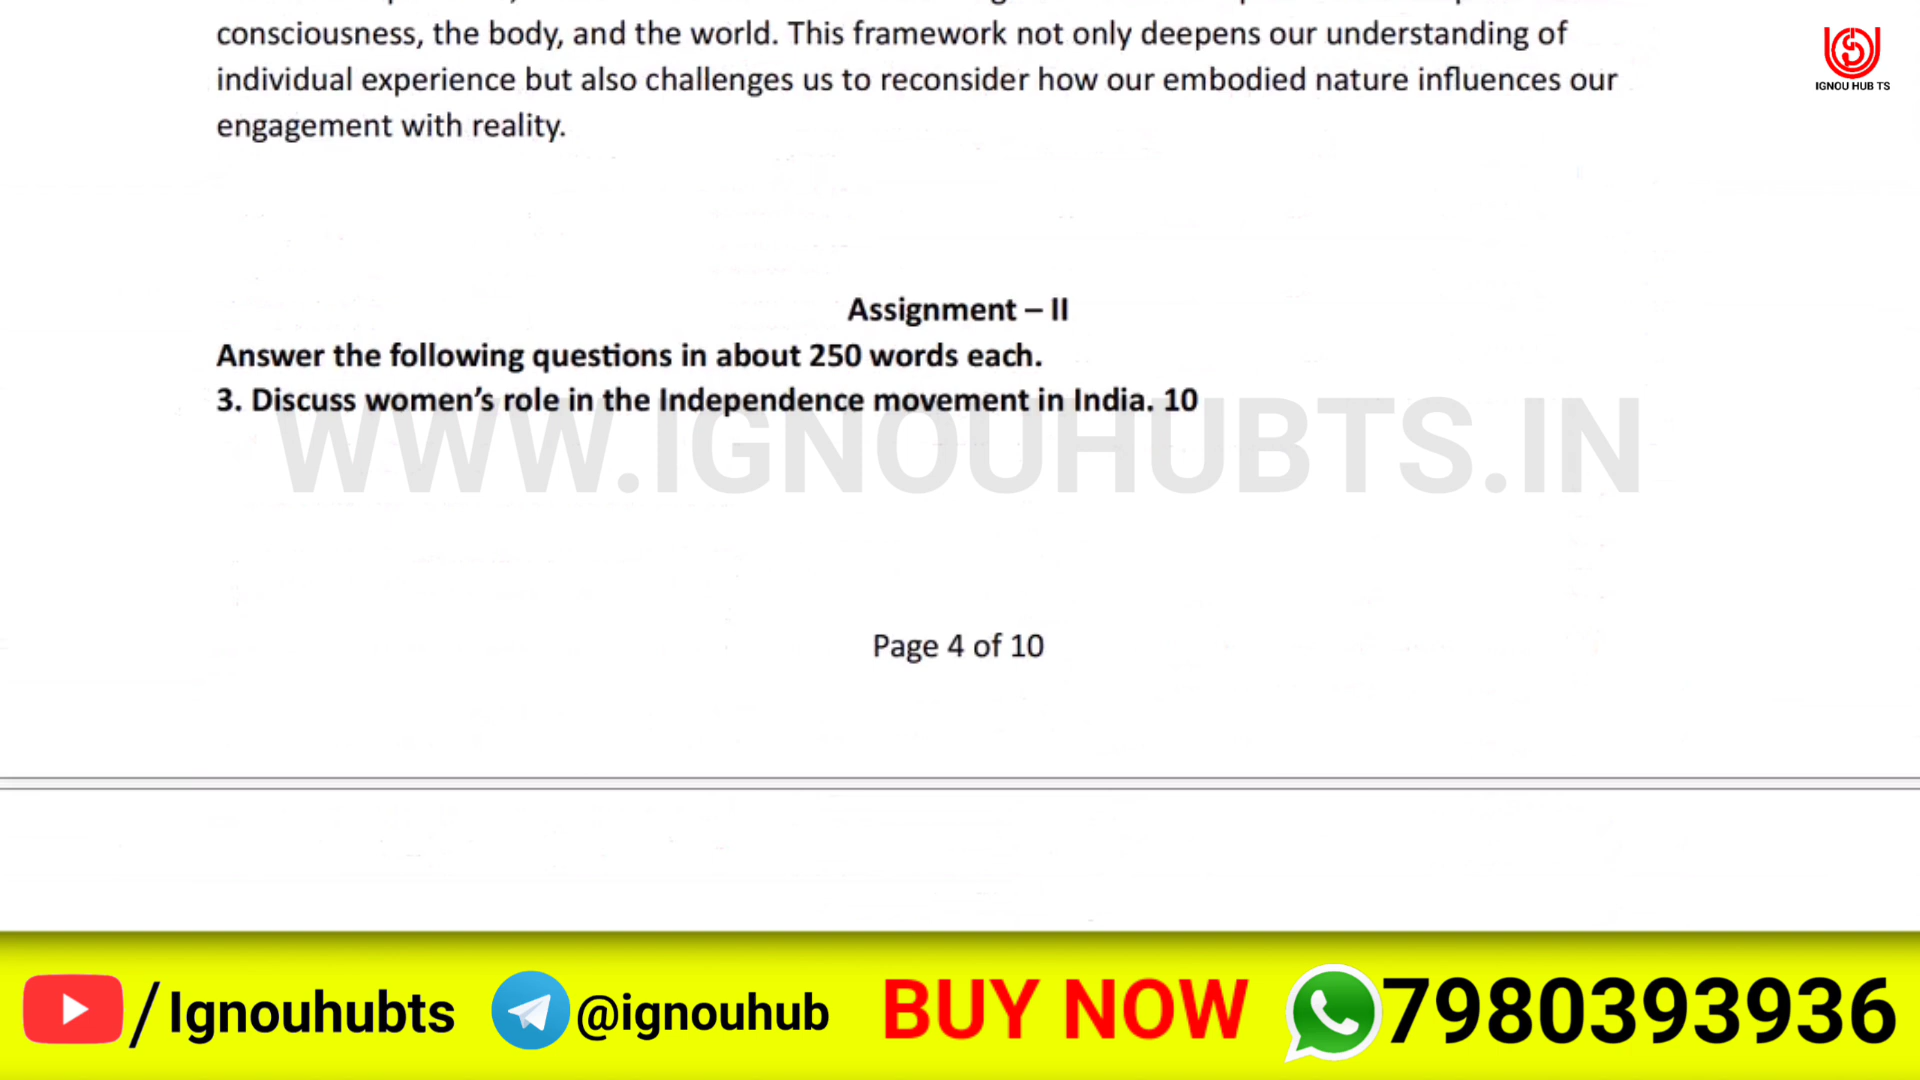 consciousness, the body, and the world. This framework not only deepens our understanding of
IGNOU HUB TS
individual experience but also challenges us to reconsider how our embodied nature influences our
engagement with reality.
Assignment – II
Answer the following questions in about 250 words each.
3. Discuss women’s role in the Independence movement in India. 10
WWW.IGNOUHUBTS.IN
Page 4 of 10
/Ignouhubts @ignouhub BUY NOW 7980393936